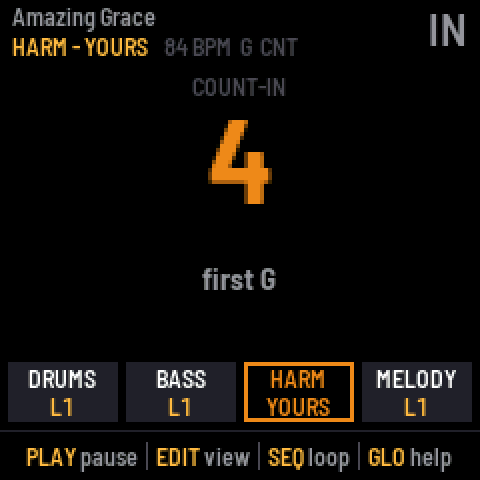 Amazing Grace
IN
HARM - YOURS 84 BPM G CNT
COUNT-IN
4
first G
DRUMS BASS HARM MELODY
L1 L1 YOURS L1
PLAY pause EDIT view SEQ loop GLO help